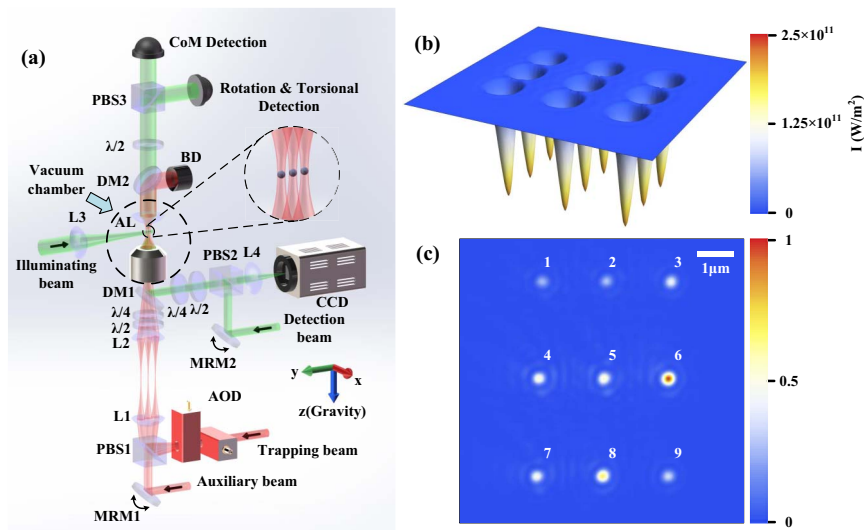 (a)
CoM Detection
PBS3
Rotation & Torsional
Detection
λ/2
BD
DM2
Vacuum
chamber
L3
AL
Illuminating
beam
PBS2
L4
DM1
λ/4
λ/2
CCD
λ/4
λ/2
L2
Detection
beam
MRM2
y
x
z(Gravity)
AOD
L1
PBS1
Trapping beam
Auxiliary beam
MRM1
(b)
2.5×10¹¹
1.25×10¹¹
0
I (W/m²)
(c)
1
2
3
1μm
4
5
6
7
8
9
1
0.5
0